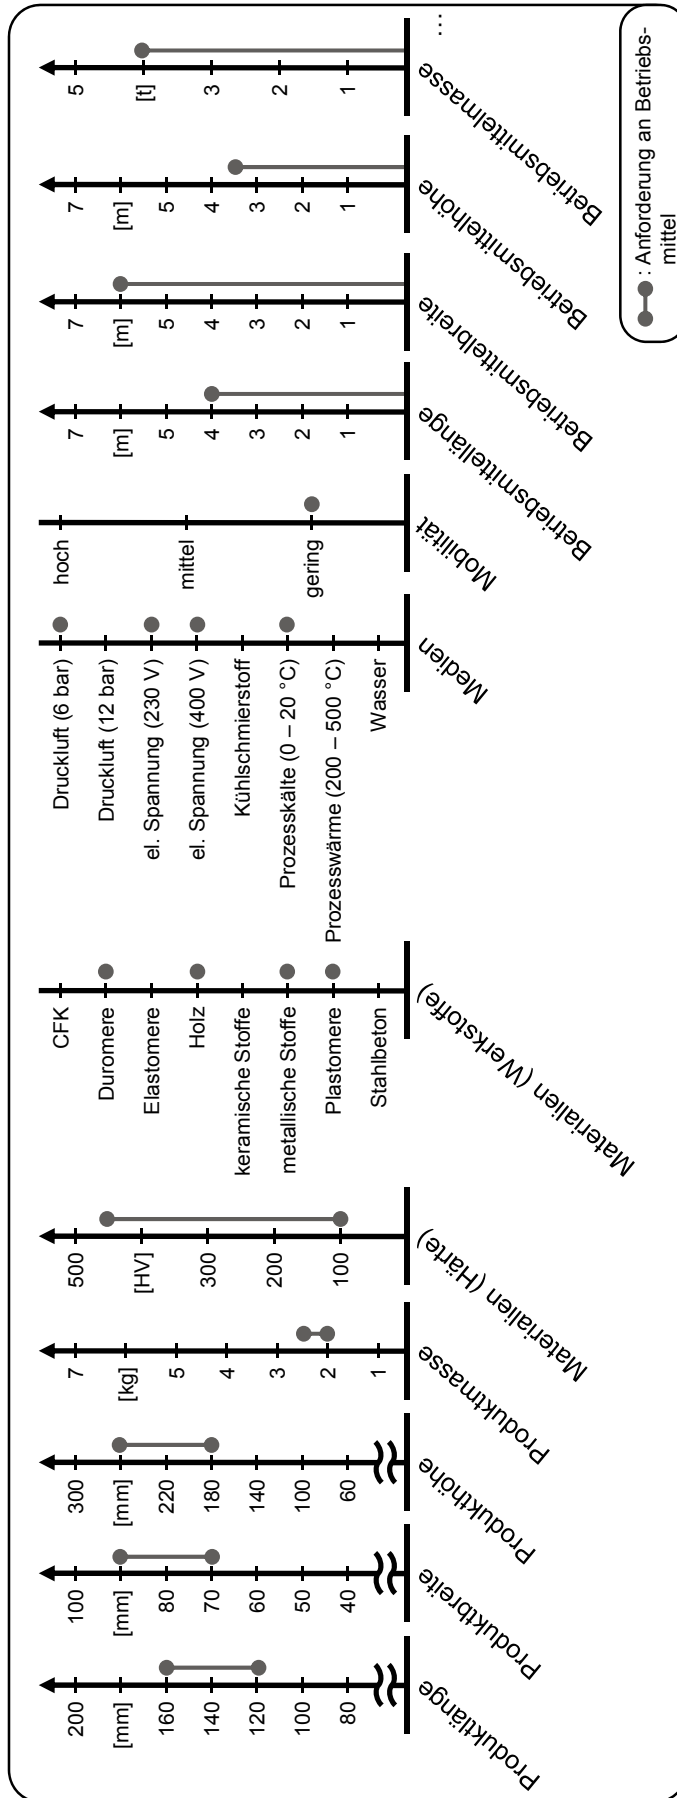 200
[mm]
160
140
120
100
80
Produktlänge
100
[mm]
80
70
60
50
40
Produktbreite
300
[mm]
220
180
140
100
60
Produkthöhe
7
[kg]
5
4
3
2
1
Produktmasse
500
[HV]
300
200
100
Materialien (Härte)
CFK
Duromere
Elastomere
Holz
keramische Stoffe
metallische Stoffe
Plastomere
Stahlbeton
Materialien (Werkstoffe)
Druckluft (6 bar)
Druckluft (12 bar)
el. Spannung (230 V)
el. Spannung (400 V)
Kühlschmierstoff
Prozesskälte (0 – 20 °C)
Prozesswärme (200 – 500 °C)
Wasser
Medien
hoch
mittel
gering
Mobilität
7
[m]
5
4
3
2
1
Betriebsmittellänge
7
[m]
5
4
3
2
1
Betriebsmittelbreite
7
[m]
5
4
3
2
1
Betriebsmittelhöhe
5
[t]
3
2
1
Betriebsmittelmasse
…
: Anforderung an Betriebs-
mittel